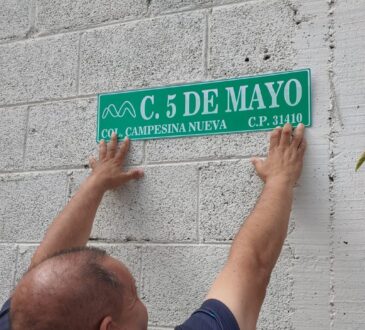 C. 5 DE MAYO
COL. CAMPESINA NUEVA C.P. 31410